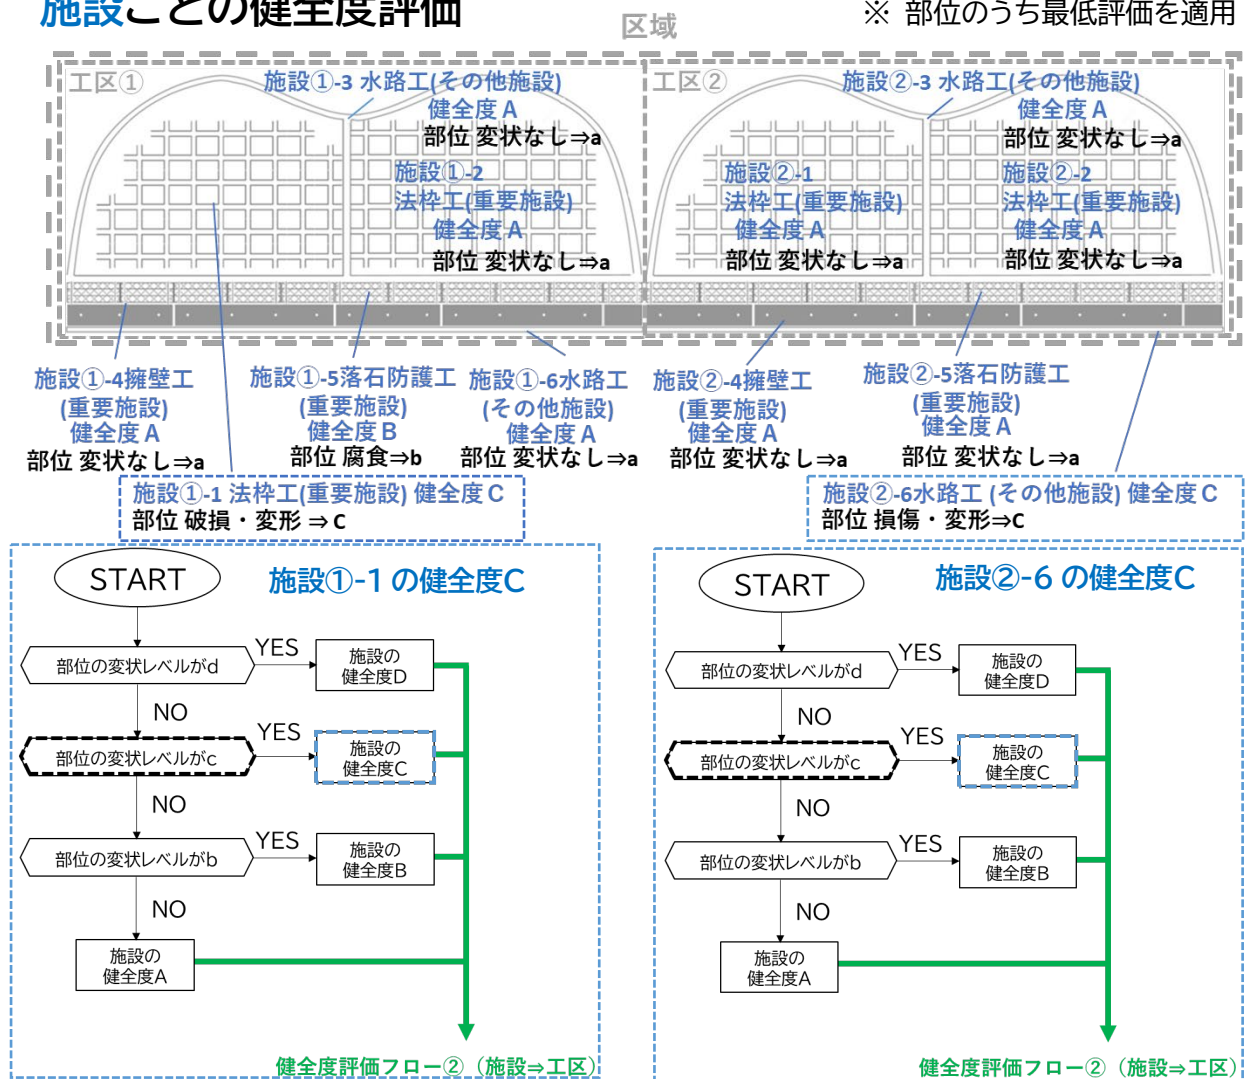 施設ごとの健全度評価
※ 部位のうち最低評価を適用
区域
工区①
施設①-3 水路工(その他施設)
健全度A
部位 変状なし⇒a
施設①-2
法枠工(重要施設)
健全度A
部位 変状なし⇒a
工区②
施設②-3 水路工(その他施設)
健全度A
部位 変状なし⇒a
施設②-1
法枠工(重要施設)
健全度A
部位 変状なし⇒a
施設②-2
法枠工(重要施設)
健全度A
部位 変状なし⇒a
施設①-4擁壁工
(重要施設)
健全度A
部位 変状なし⇒a
施設①-5落石防護工
(重要施設)
健全度B
部位 腐食⇒b
施設①-6水路工
(その他施設)
健全度A
部位 変状なし⇒a
施設②-4擁壁工
(重要施設)
健全度A
部位 変状なし⇒a
施設②-5落石防護工
(重要施設)
健全度A
部位 変状なし⇒a
施設①-1 法枠工(重要施設) 健全度C
部位 破損・変形 ⇒C
施設②-6水路工 (その他施設) 健全度C
部位 損傷・変形⇒C
START
施設①-1の健全度C
部位の変状レベルがd
YES
施設の
健全度D
NO
部位の変状レベルがc
YES
施設の
健全度C
NO
部位の変状レベルがb
YES
施設の
健全度B
NO
施設の
健全度A
健全度評価フロー②（施設⇒工区）
START
施設②-6の健全度C
部位の変状レベルがd
YES
施設の
健全度D
NO
部位の変状レベルがc
YES
施設の
健全度C
NO
部位の変状レベルがb
YES
施設の
健全度B
NO
施設の
健全度A
健全度評価フロー②（施設⇒工区）